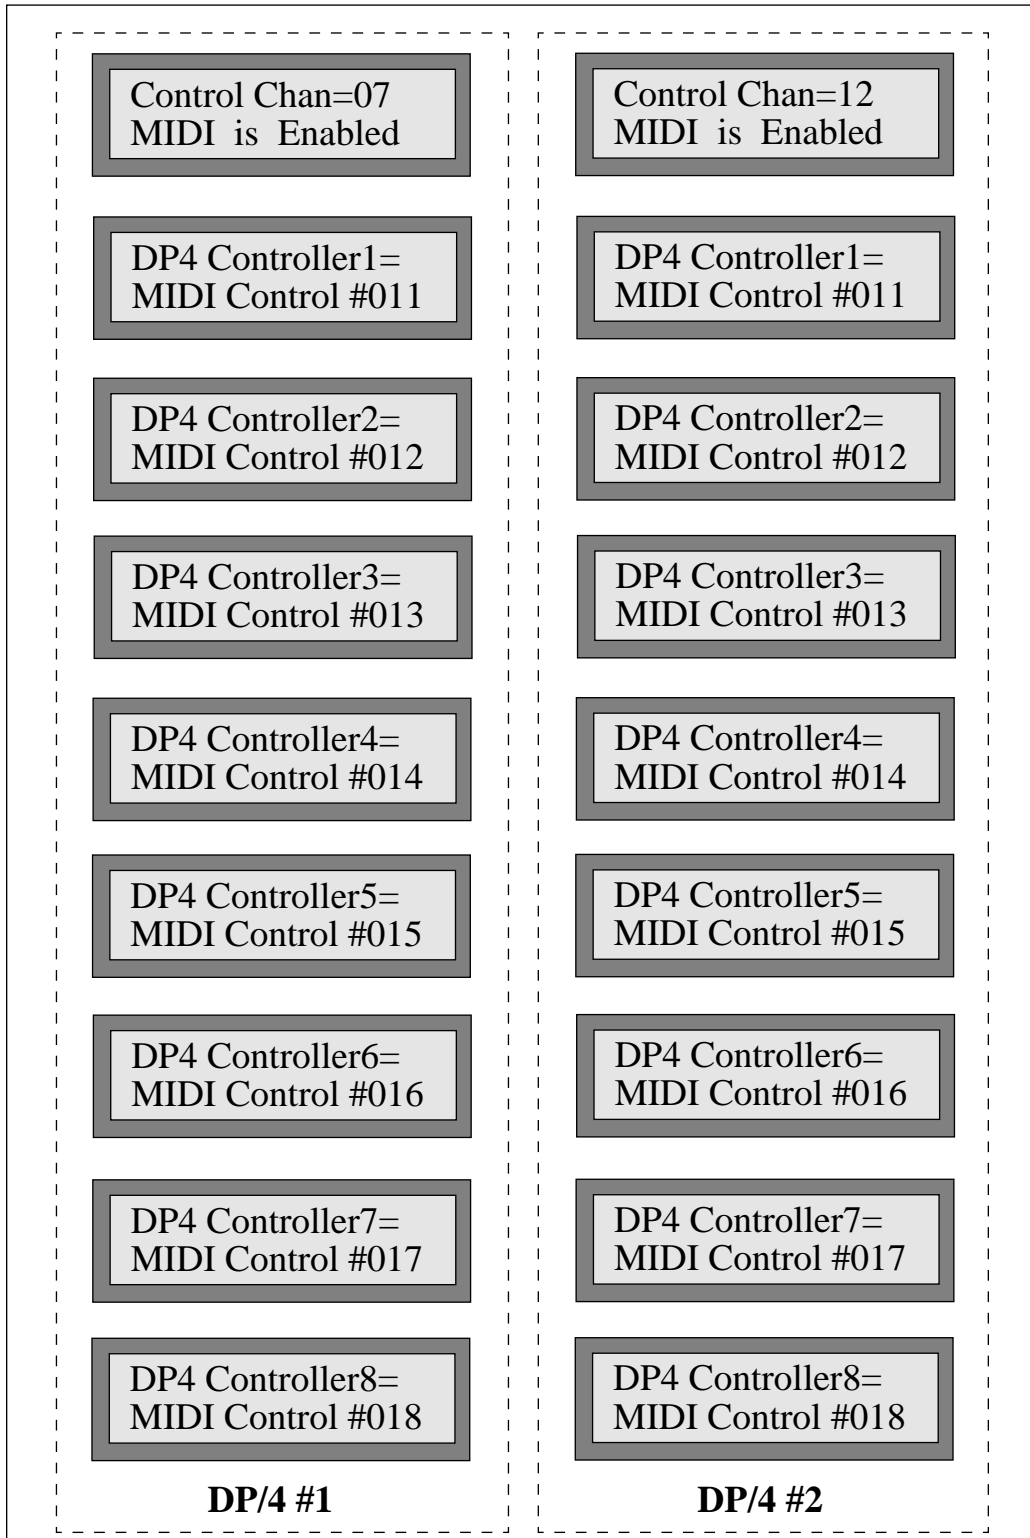 Control Chan=07
MIDI is Enabled
DP4 Controller1=
MIDI Control #011
DP4 Controller2=
MIDI Control #012
DP4 Controller3=
MIDI Control #013
DP4 Controller4=
MIDI Control #014
DP4 Controller5=
MIDI Control #015
DP4 Controller6=
MIDI Control #016
DP4 Controller7=
MIDI Control #017
DP4 Controller8=
MIDI Control #018
DP/4 #1
Control Chan=12
MIDI is Enabled
DP4 Controller1=
MIDI Control #011
DP4 Controller2=
MIDI Control #012
DP4 Controller3=
MIDI Control #013
DP4 Controller4=
MIDI Control #014
DP4 Controller5=
MIDI Control #015
DP4 Controller6=
MIDI Control #016
DP4 Controller7=
MIDI Control #017
DP4 Controller8=
MIDI Control #018
DP/4 #2